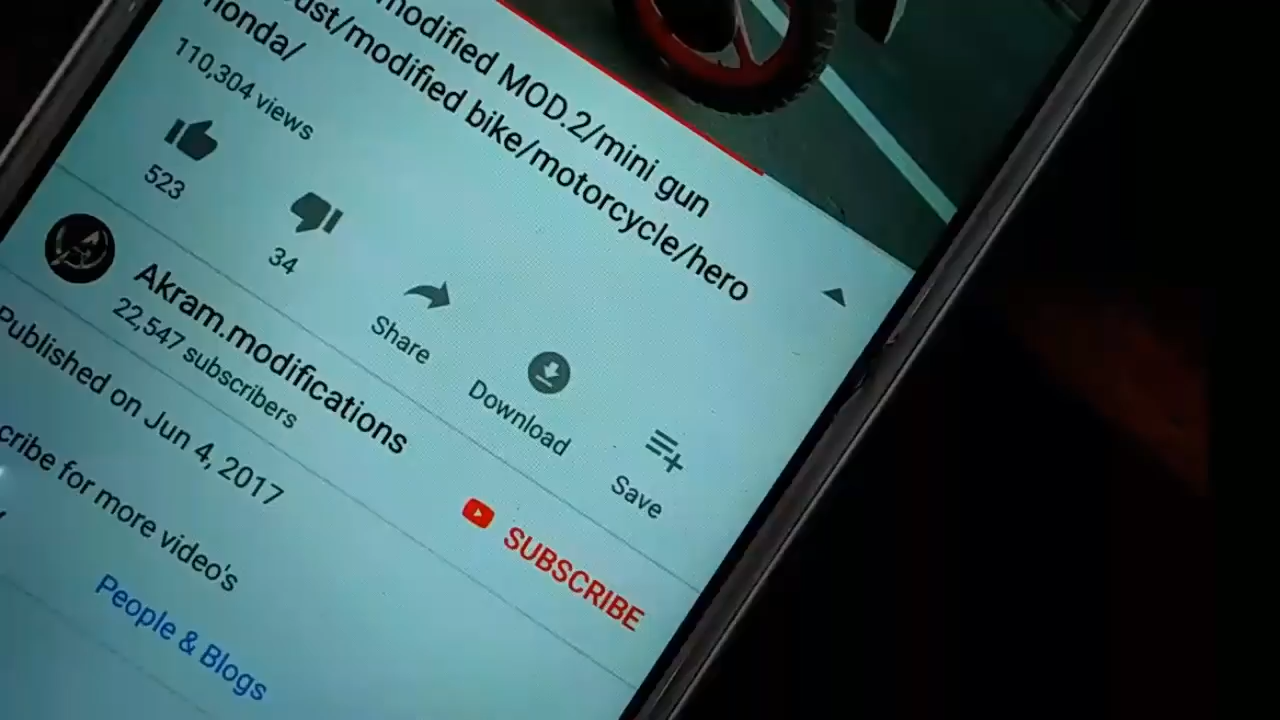 modified MOD.2/mini gun
ust/modified bike/motorcycle/hero
honda/
110,304 views
523
34
Share
Download
Save
Akram.modifications
22,547 subscribers
SUBSCRIBE
Published on Jun 4, 2017
cribe for more video's
People & Blogs